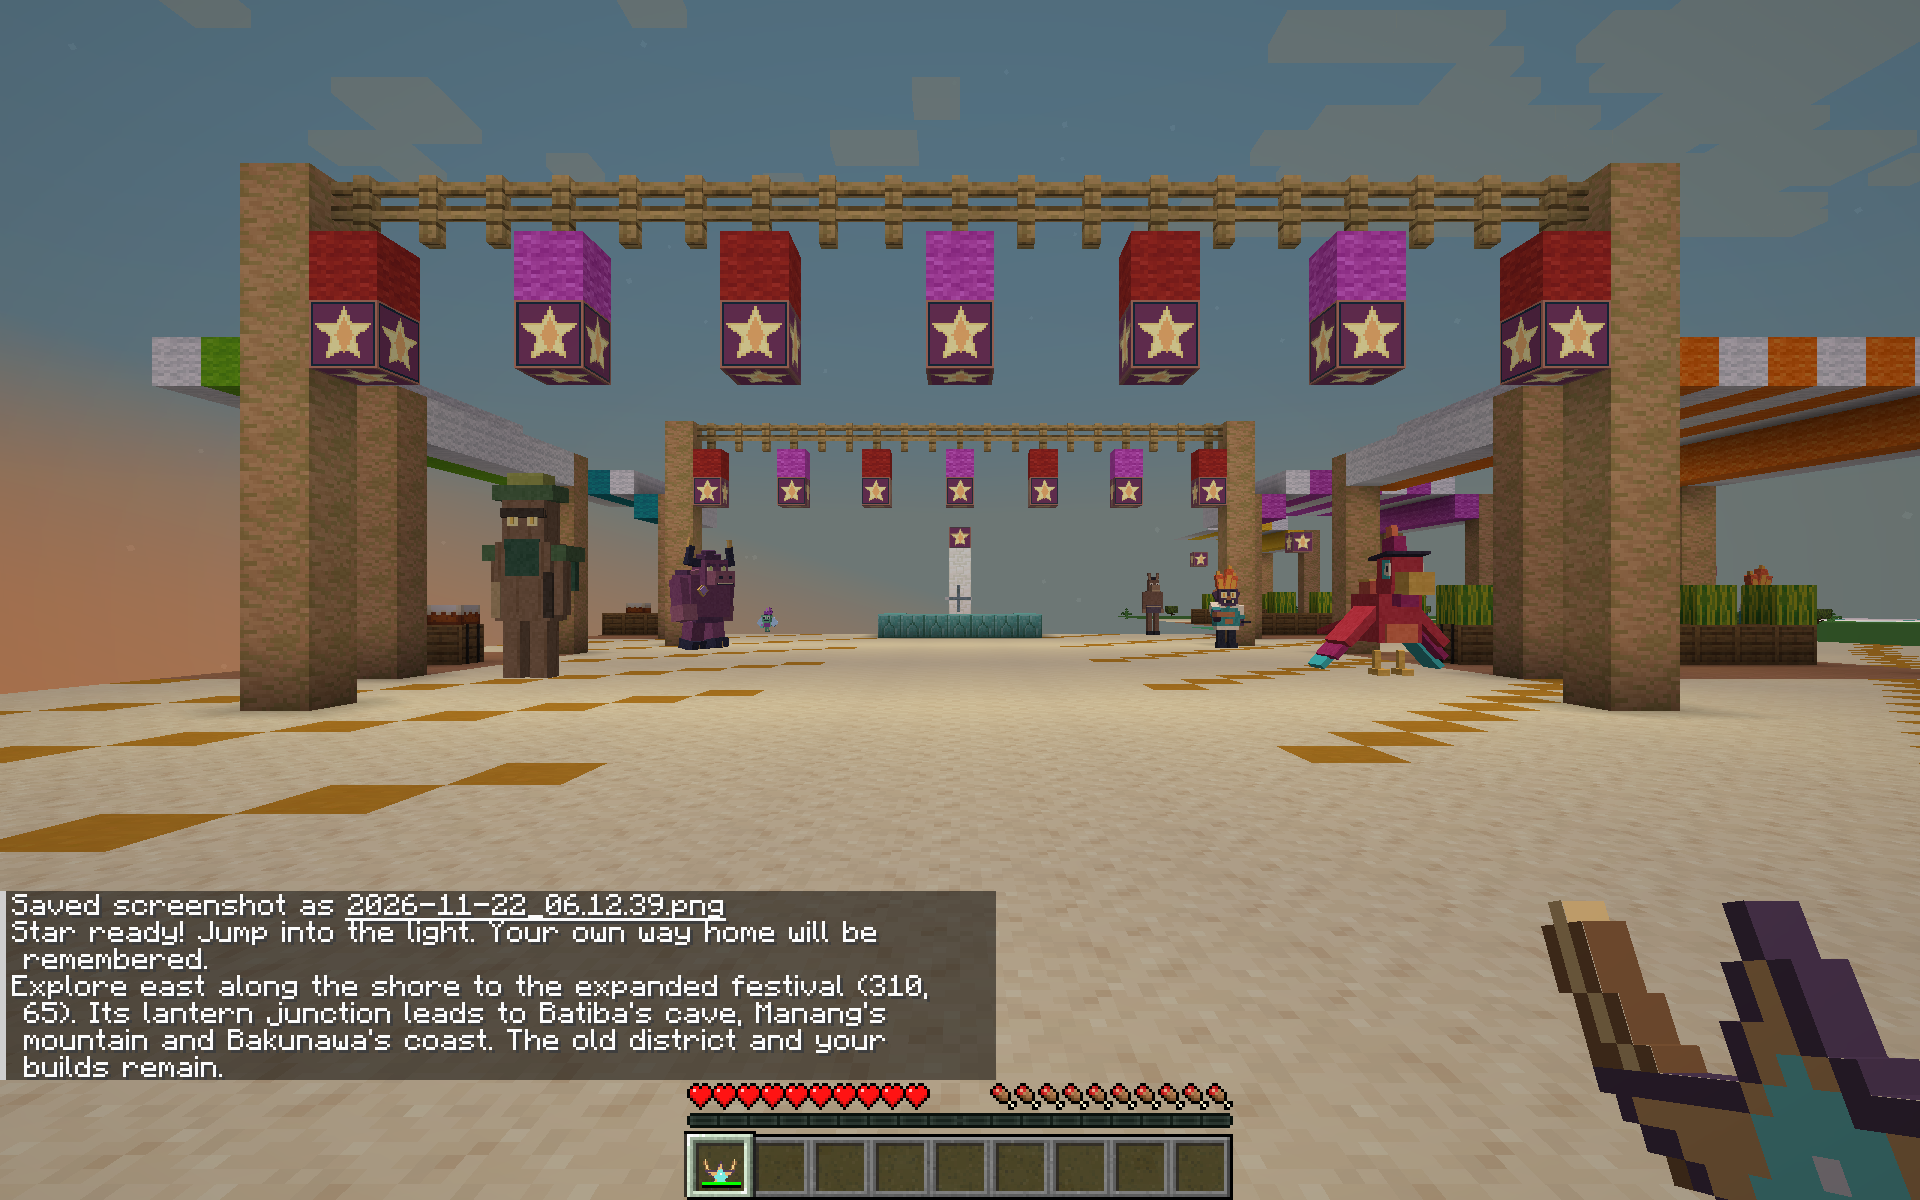 Saved screenshot as 2026-11-22_06.12.39.png
Star ready! Jump into the light. Your own way home will be
remembered.
Explore east along the shore to the expanded festival (310,
65). Its lantern junction leads to Batiba's cave, Manang's
mountain and Bakunawa's coast. The old district and your
builds remain.